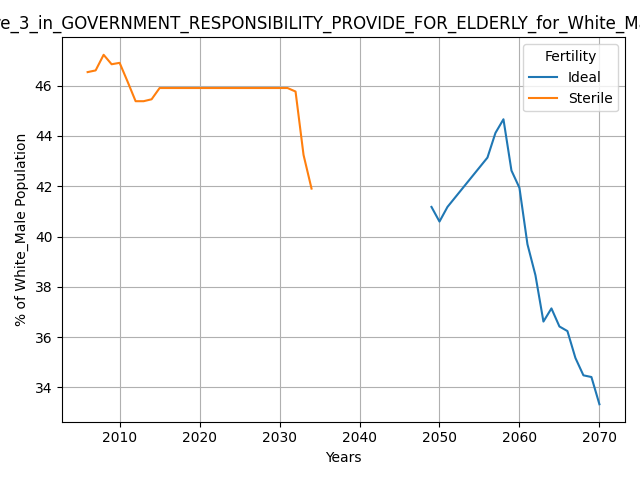 re_3_in_GOVERNMENT_RESPONSIBILITY_PROVIDE_FOR_ELDERLY_for_White_Ma
Fertility
Ideal
Sterile
46
44
42
40
38
36
34
% of White_Male Population
2010 2020 2030 2040 2050 2060 2070
Years